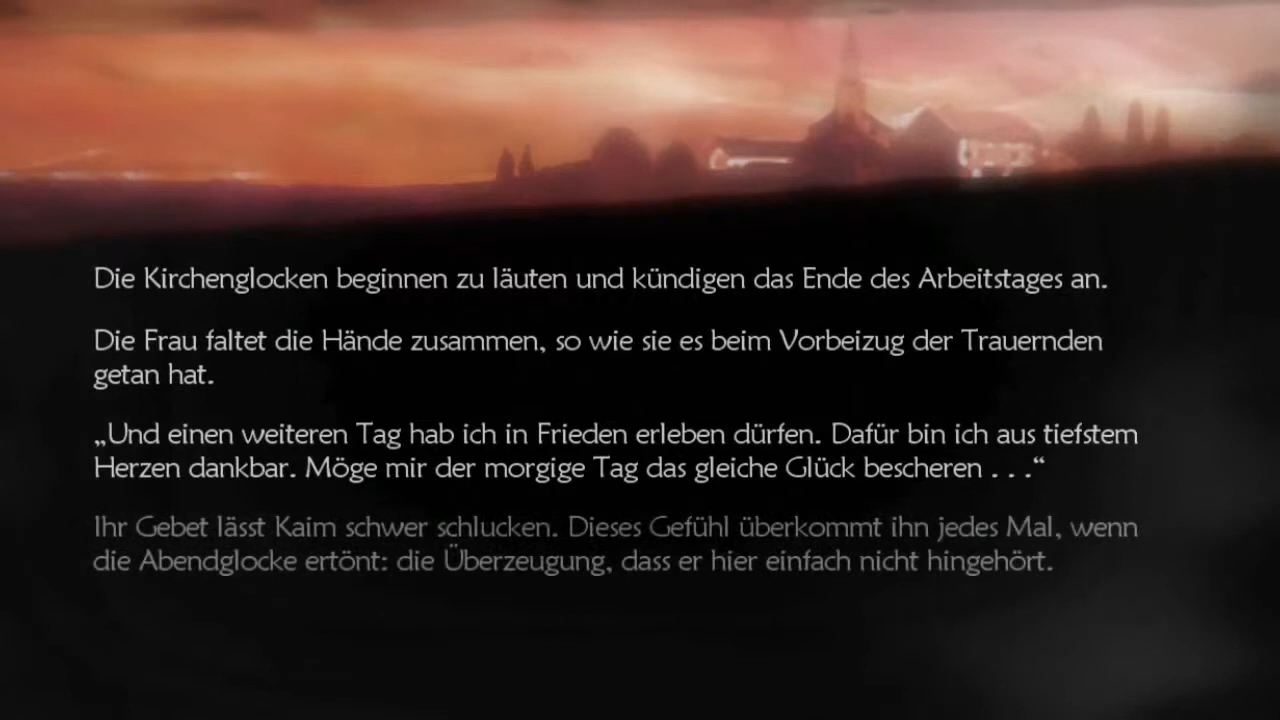 Die Kirchenglocken beginnen zu läuten und kündigen das Ende des Arbeitstages an.
Die Frau faltet die Hände zusammen, so wie sie es beim Vorbeizug der Trauernden
getan hat.
„Und einen weiteren Tag hab ich in Frieden erleben dürfen. Dafür bin ich aus tiefstem
Herzen dankbar. Möge mir der morgige Tag das gleiche Glück bescheren . . .“
Ihr Gebet lässt Kaim schwer schlucken. Dieses Gefühl überkommt ihn jedes Mal, wenn
die Abendglocke ertönt: die Überzeugung, dass er hier einfach nicht hingehört.